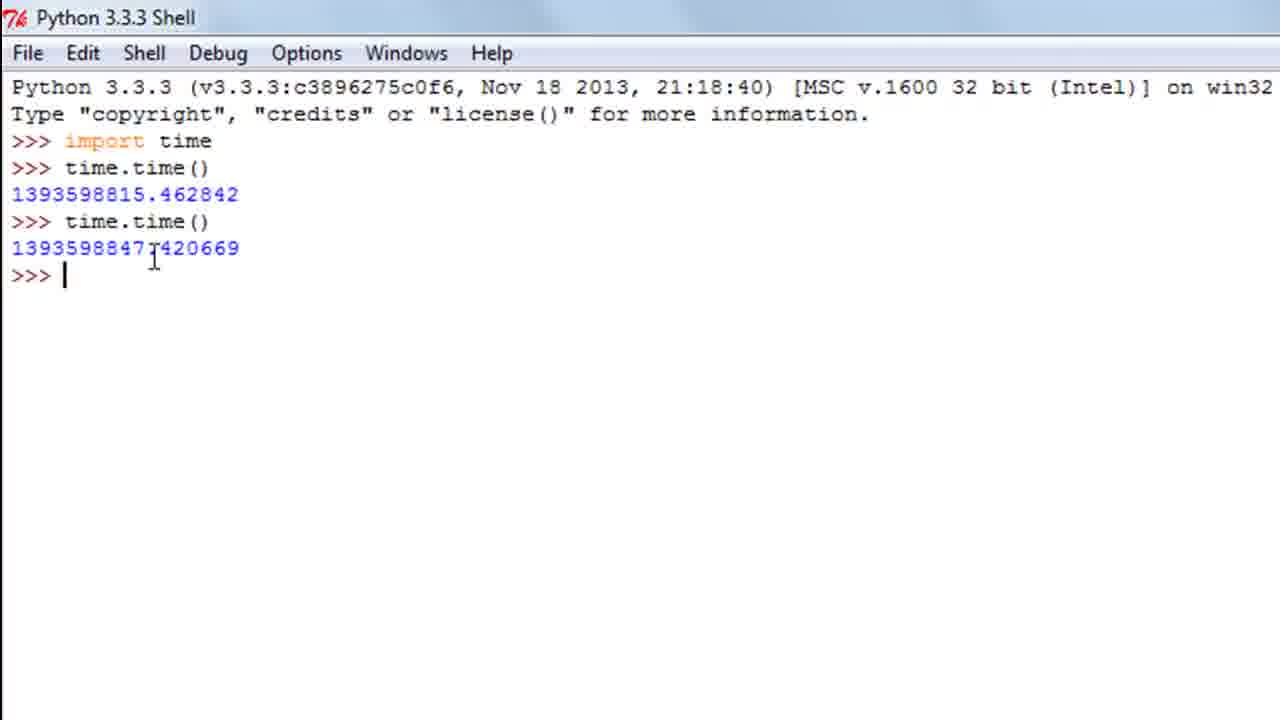 Python 3.3.3 Shell
File Edit Shell Debug Options Windows Help
Python 3.3.3 (v3.3.3:c3896275c0f6, Nov 18 2013, 21:18:40) [MSC v.1600 32 bit (Intel)] on win32
Type "copyright", "credits" or "license()" for more information.
>>> import time
>>> time.time()
1393598815.462842
>>> time.time()
1393598847.420669
>>>